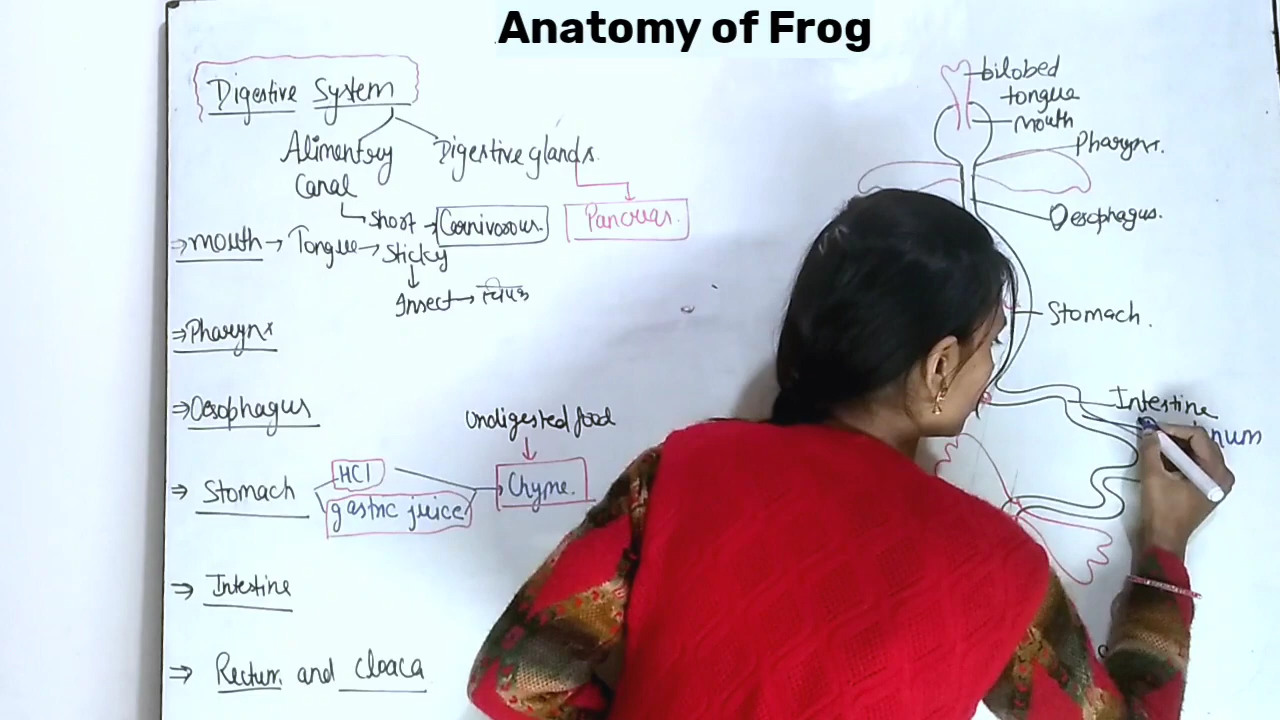 Anatomy of Frog
Digestive System
Alimentary
Canal
Digestive glands.
Short → Carnivorous.
Pancreas.
⇒ mouth → Tongue → Sticky
Insect →
⇒ Pharynx
⇒ Oesophagus
Undigested food
⇒ Stomach
HCl
gastric juice
Chyme.
⇒ Intestine
⇒ Rectum and Cloaca
bilobed
tongue
mouth
Pharynx.
Oesophagus.
Stomach.
Intestine